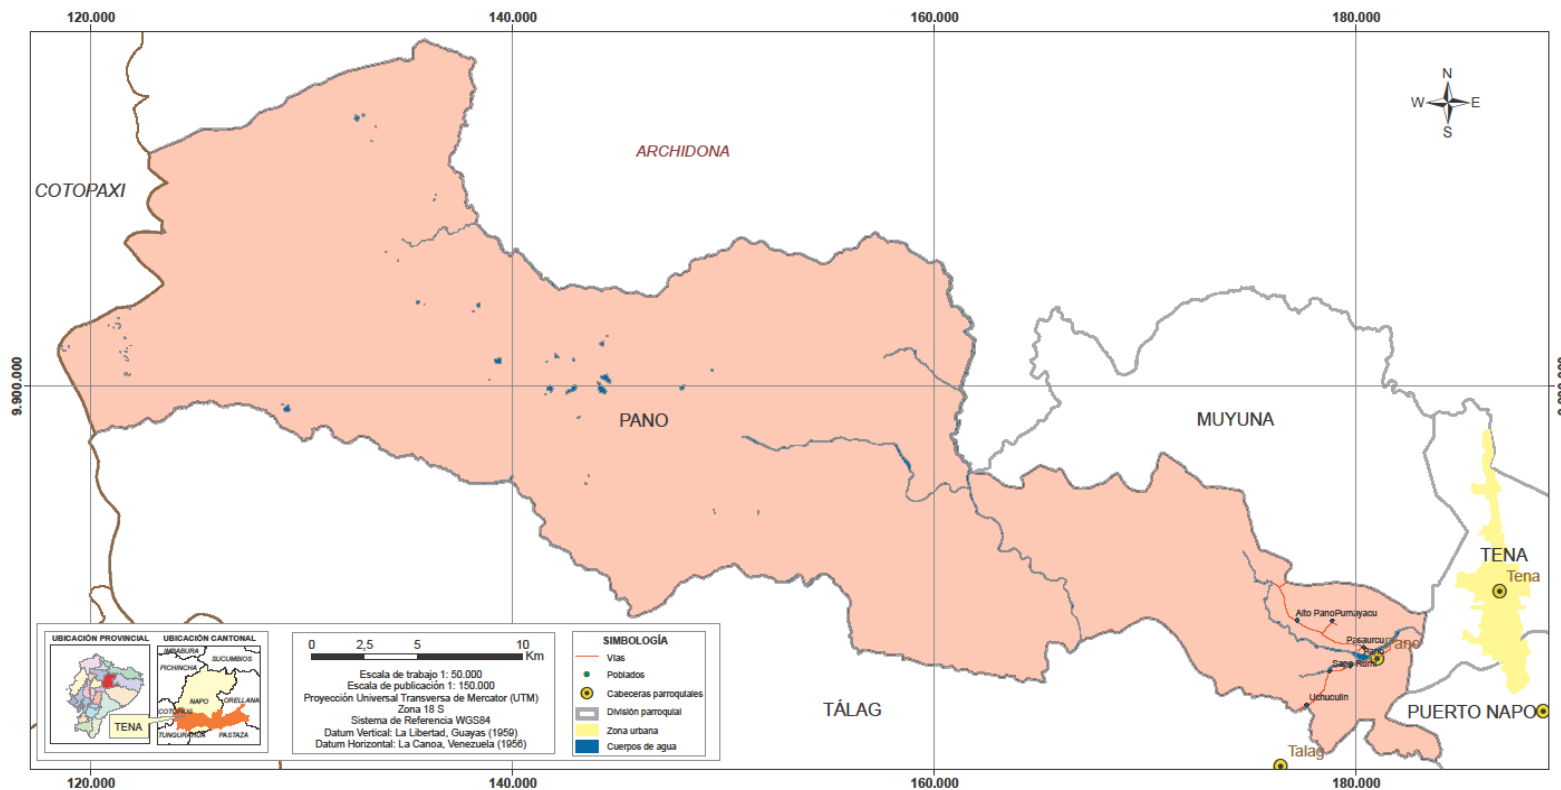 120.000
140.000
160.000
180.000
N
W
E
S
ARCHIDONA
COTOPAXI
9.900.000
PANO
MUYUNA
TENA
Tena
Alto Pano
Pumayacu
Pasaurcu
Pano
Pano
Sapo Rumi
Uchuculin
TÁLAG
PUERTO NAPO
Talag
UBICACIÓN PROVINCIAL
UBICACIÓN CANTONAL
IMBABURA
PICHINCHA
SUCUMBIOS
NAPO
ORELLANA
COTOPAXI
TENA
TUNGURAHUA
PASTAZA
0 2,5 5 10
Km
Escala de trabajo 1: 50.000
Escala de publicación 1: 150.000
Proyección Universal Transversa de Mercator (UTM)
Zona 18 S
Sistema de Referencia WGS84
Datum Vertical: La Libertad, Guayas (1959)
Datum Horizontal: La Canoa, Venezuela (1956)
SIMBOLOGÍA
Vías
Poblados
Cabeceras parroquiales
División parroquial
Zona urbana
Cuerpos de agua
120.000
140.000
160.000
180.000